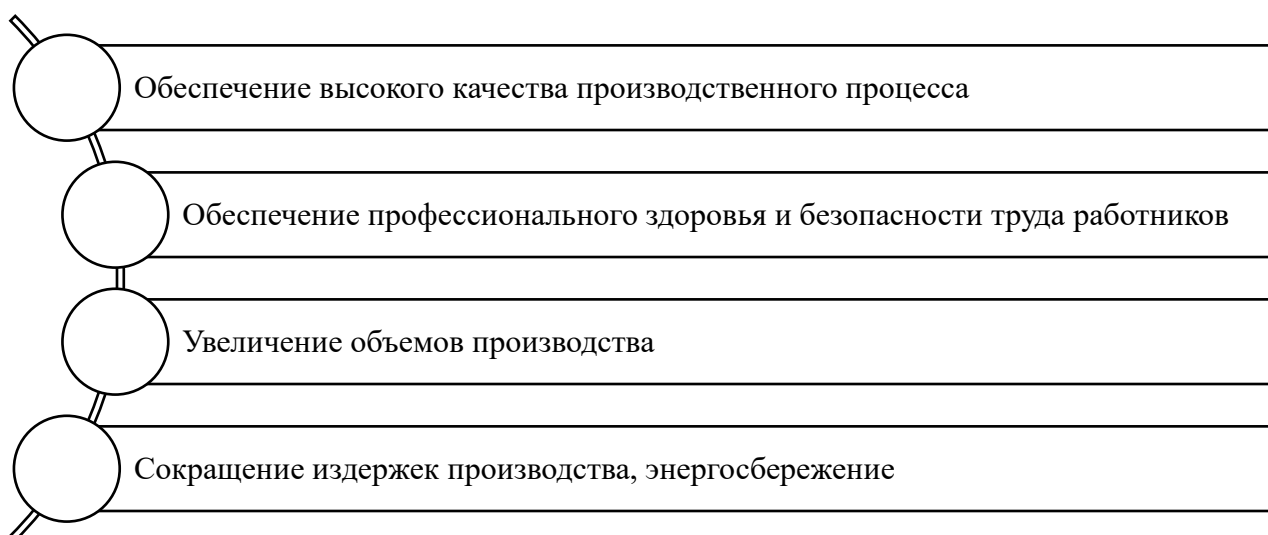 Обеспечение высокого качества производственного процесса
Обеспечение профессионального здоровья и безопасности труда работников
Увеличение объемов производства
Сокращение издержек производства, энергосбережение